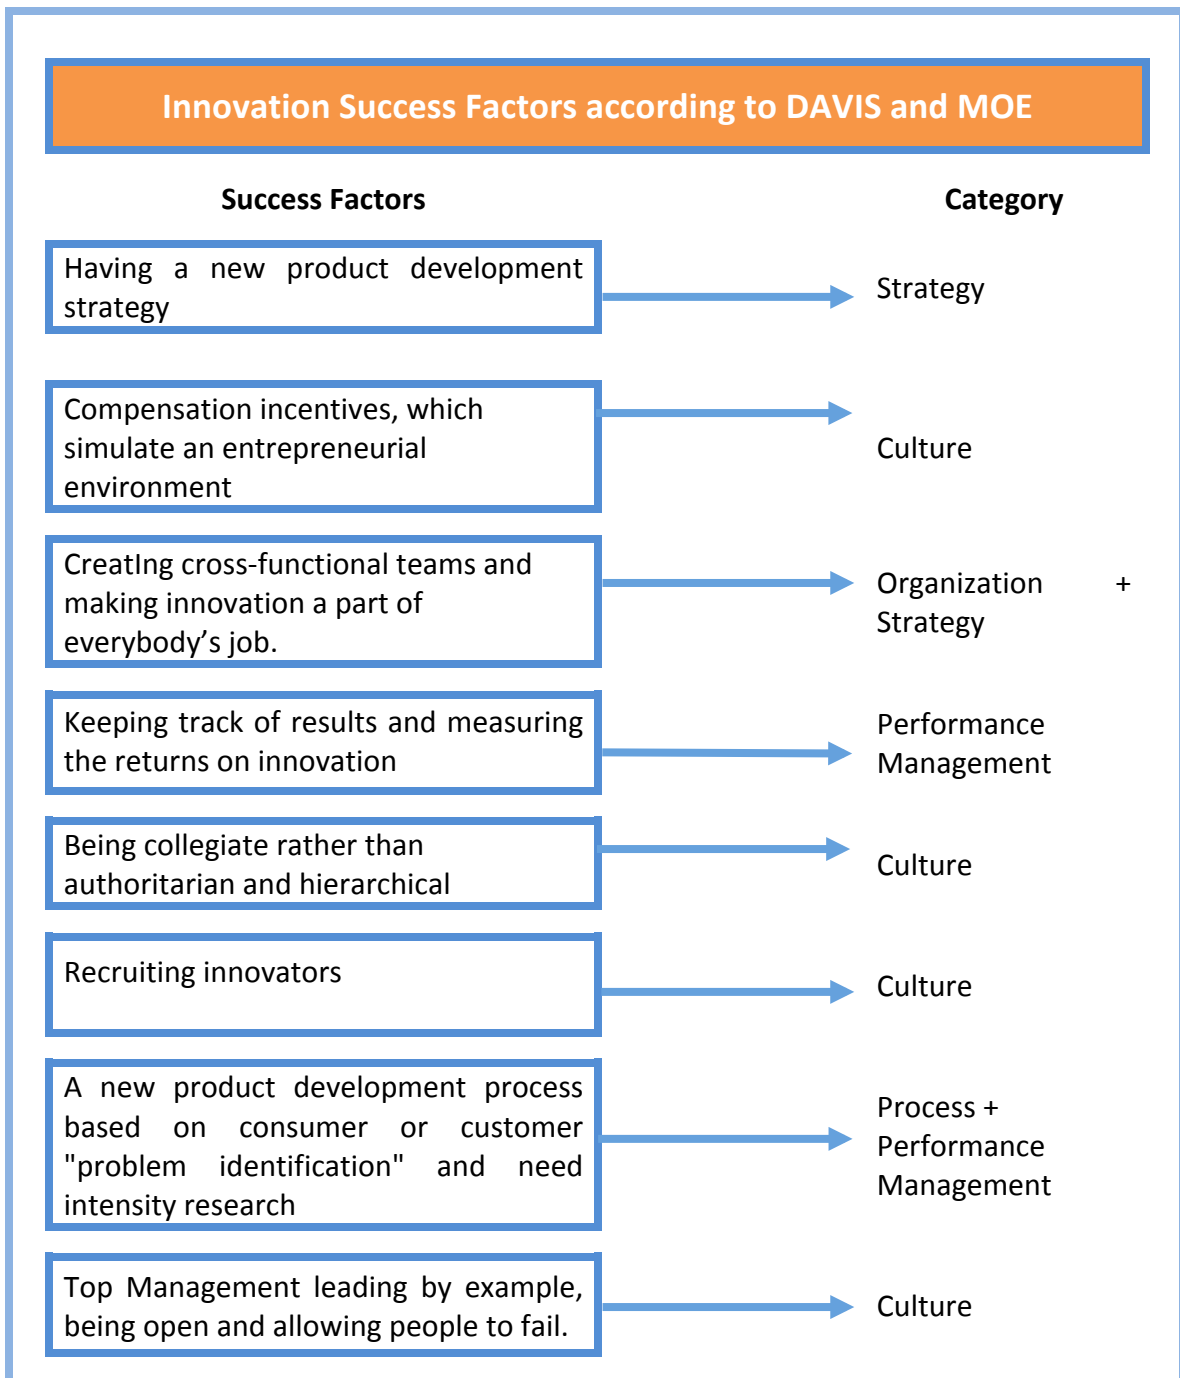 Innovation Success Factors according to DAVIS and MOE
Success Factors
Category
Having a new product development
strategy
Strategy
Compensation incentives, which
simulate an entrepreneurial
environment
Culture
CreatIng cross-functional teams and
making innovation a part of
everybody’s job.
Organization +
Strategy
Keeping track of results and measuring
the returns on innovation
Performance
Management
Being collegiate rather than
authoritarian and hierarchical
Culture
Recruiting innovators
Culture
A new product development process
based on consumer or customer
"problem identification" and need
intensity research
Process +
Performance
Management
Top Management leading by example,
being open and allowing people to fail.
Culture